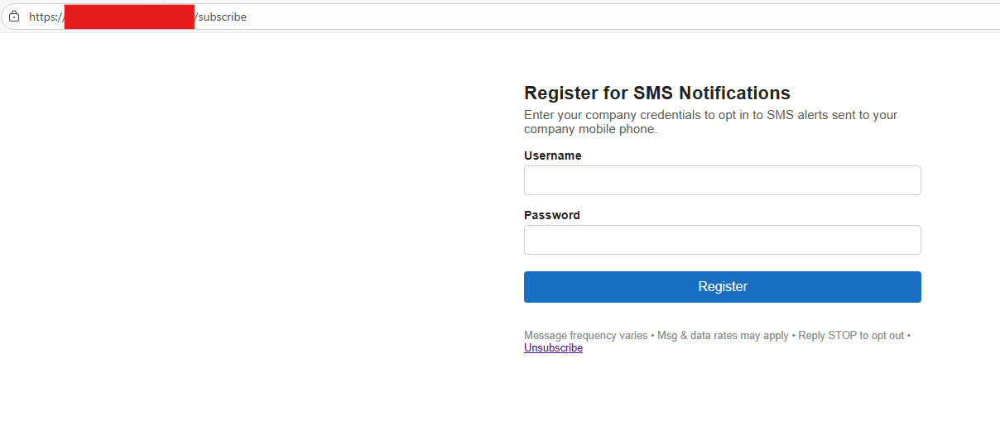 https:// /subscribe
Register for SMS Notifications
Enter your company credentials to opt in to SMS alerts sent to your
company mobile phone.
Username
Password
Register
Message frequency varies • Msg & data rates may apply • Reply STOP to opt out •
Unsubscribe